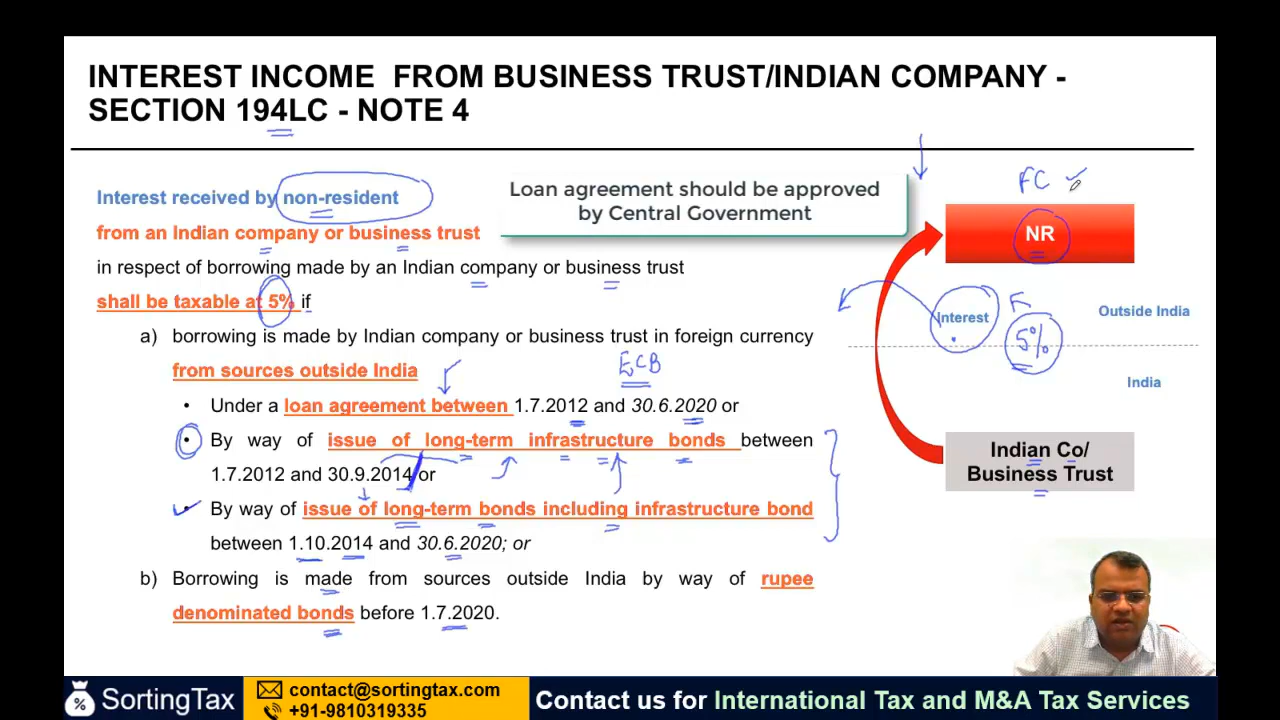 INTEREST INCOME FROM BUSINESS TRUST/INDIAN COMPANY -
SECTION 194LC - NOTE 4
Interest received by non-resident
from an Indian company or business trust
in respect of borrowing made by an Indian company or business trust
shall be taxable at 5% if
a) borrowing is made by Indian company or business trust in foreign currency
from sources outside India
ECB
• Under a loan agreement between 1.7.2012 and 30.6.2020 or
• By way of issue of long-term infrastructure bonds between
1.7.2012 and 30.9.2014 or
• By way of issue of long-term bonds including infrastructure bond
between 1.10.2014 and 30.6.2020; or
b) Borrowing is made from sources outside India by way of rupee
denominated bonds before 1.7.2020.
Loan agreement should be approved
by Central Government
FC
NR
Interest
5%
Outside India
India
Indian Co/
Business Trust
SortingTax
contact@sortingtax.com
+91-9810319335
Contact us for International Tax and M&A Tax Services